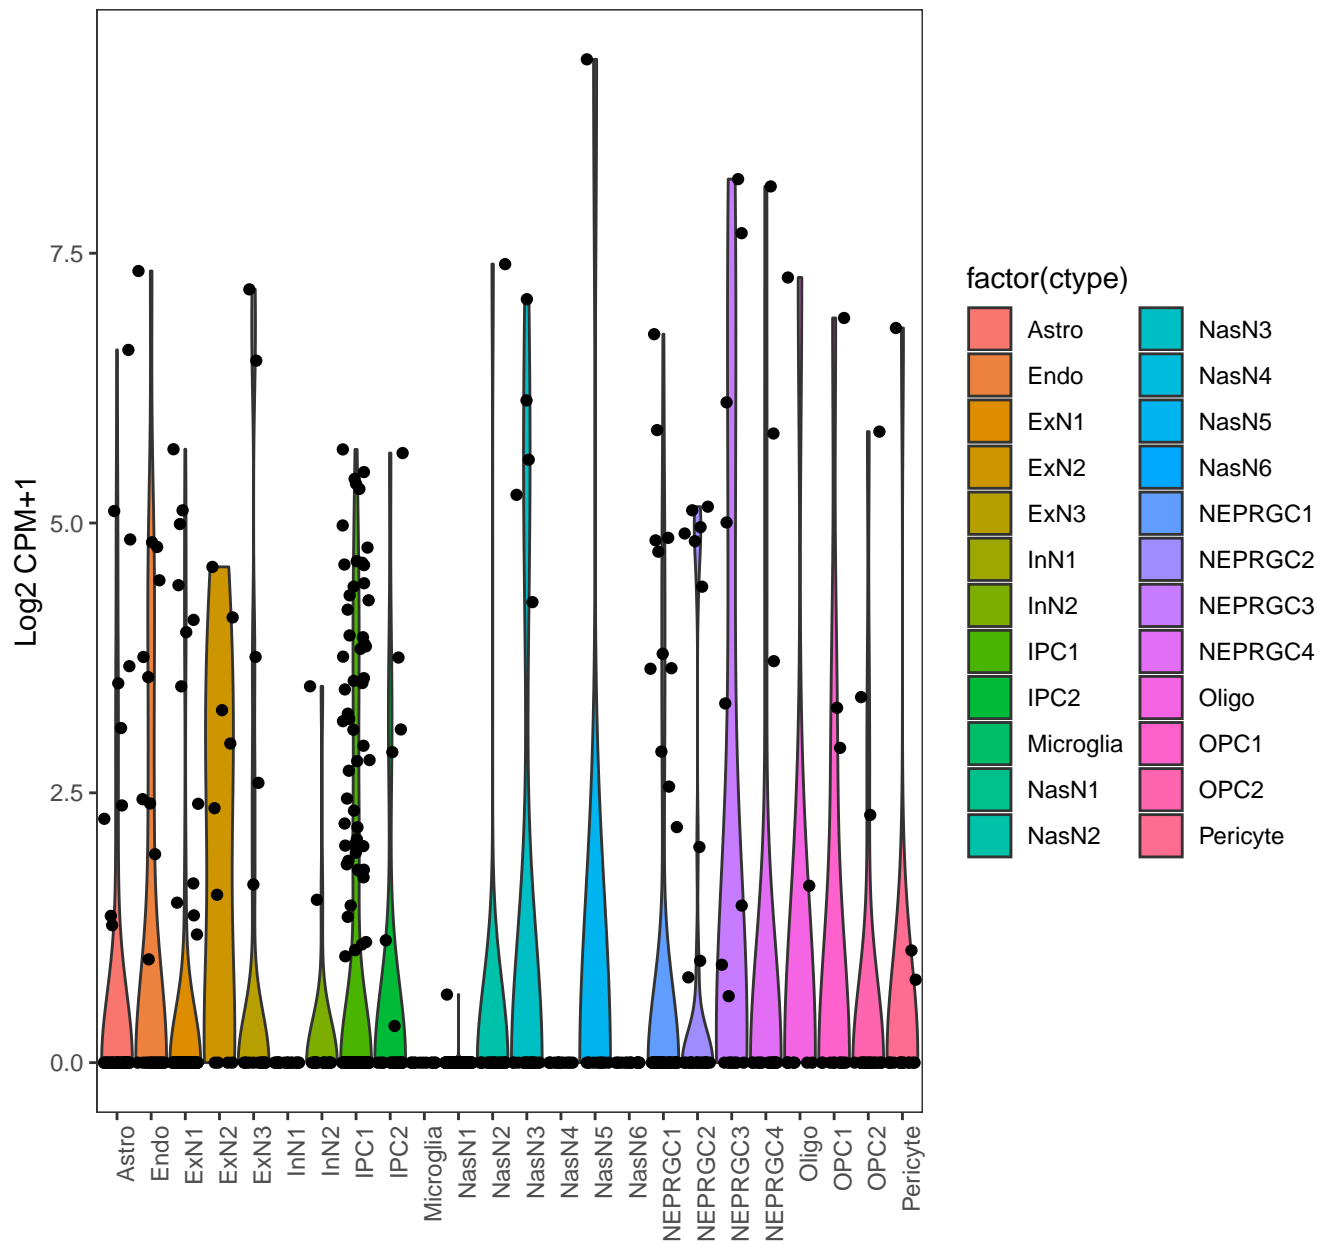 Log2 CPM+1
7.5
5.0
2.5
0.0
Astro
Endo
ExN1
ExN2
ExN3
InN1
InN2
IPC1
IPC2
Microglia
NasN1
NasN2
NasN3
NasN4
NasN5
NasN6
NEPRGC1
NEPRGC2
NEPRGC3
NEPRGC4
Oligo
OPC1
OPC2
Pericyte
factor(ctype)
Astro
Endo
ExN1
ExN2
ExN3
InN1
InN2
IPC1
IPC2
Microglia
NasN1
NasN2
NasN3
NasN4
NasN5
NasN6
NEPRGC1
NEPRGC2
NEPRGC3
NEPRGC4
Oligo
OPC1
OPC2
Pericyte